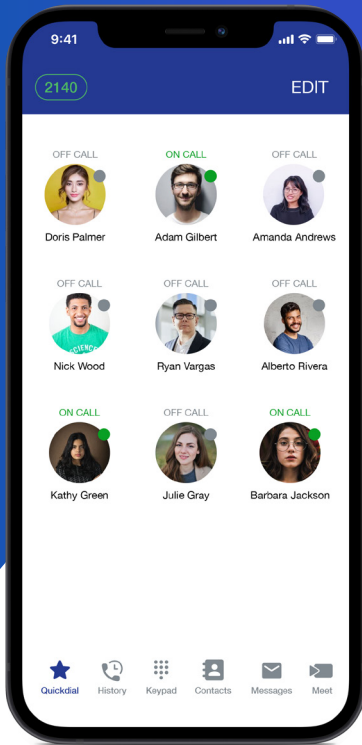 9:41
2140
EDIT
OFF CALL
ON CALL
OFF CALL
Doris Palmer
Adam Gilbert
Amanda Andrews
OFF CALL
OFF CALL
OFF CALL
SCIENCE
Nick Wood
Ryan Vargas
Alberto Rivera
ON CALL
OFF CALL
ON CALL
Kathy Green
Julie Gray
Barbara Jackson
Quickdial
History
Keypad
Contacts
Messages
Meet